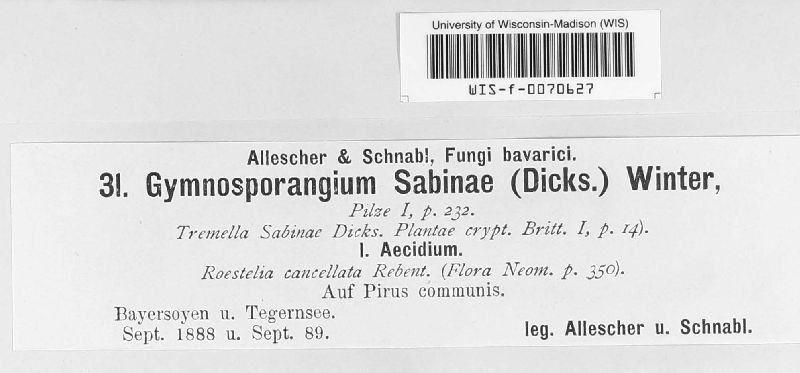 University of Wisconsin-Madison (WIS)
WIS-f-0070627
Allescher & Schnabl, Fungi bavarici.
31. Gymnosporangium Sabinae (Dicks.) Winter,
Pilze I, p. 232.
Tremella Sabinae Dicks. Plantae crypt. Britt. I, p. 14).
I. Aecidium.
Roestelia cancellata Rebent. (Flora Neom. p. 350).
Auf Pirus communis.
Bayersoyen u. Tegernsee.
Sept. 1888 u. Sept. 89.
leg. Allescher u. Schnabl.